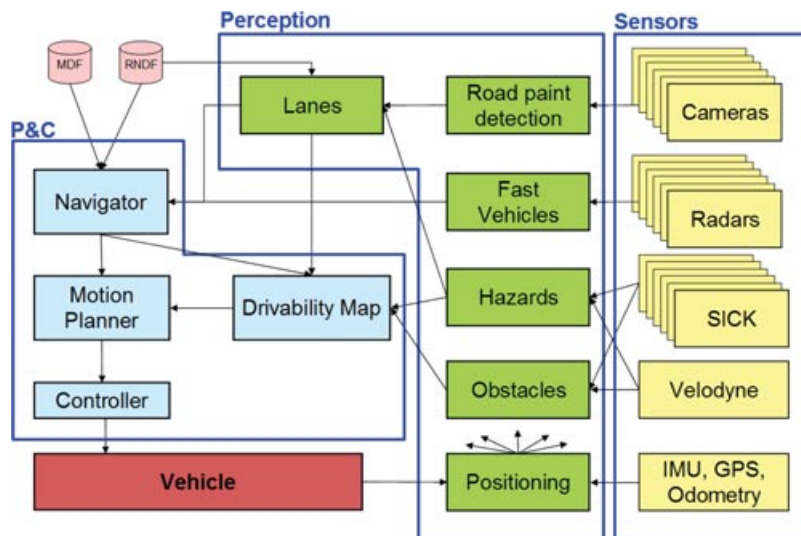 Perception
Sensors
MDF
RNDF
Lanes
Road paint
detection
Cameras
P&C
Navigator
Fast
Vehicles
Radars
Motion
Planner
Drivability Map
Hazards
SICK
Controller
Obstacles
Velodyne
Vehicle
Positioning
IMU, GPS,
Odometry